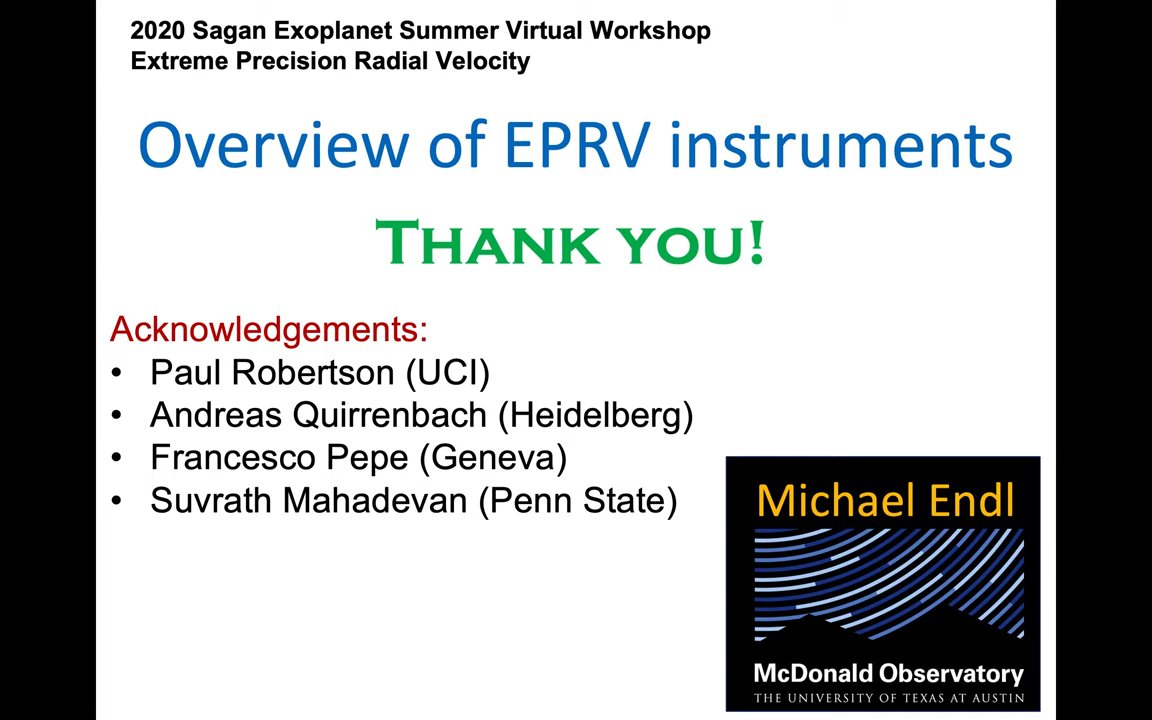 2020 Sagan Exoplanet Summer Virtual Workshop
Extreme Precision Radial Velocity
Overview of EPRV instruments
THANK YOU!
Acknowledgements:
• Paul Robertson (UCI)
• Andreas Quirrenbach (Heidelberg)
• Francesco Pepe (Geneva)
• Suvrath Mahadevan (Penn State)
Michael Endl
McDonald Observatory
THE UNIVERSITY OF TEXAS AT AUSTIN